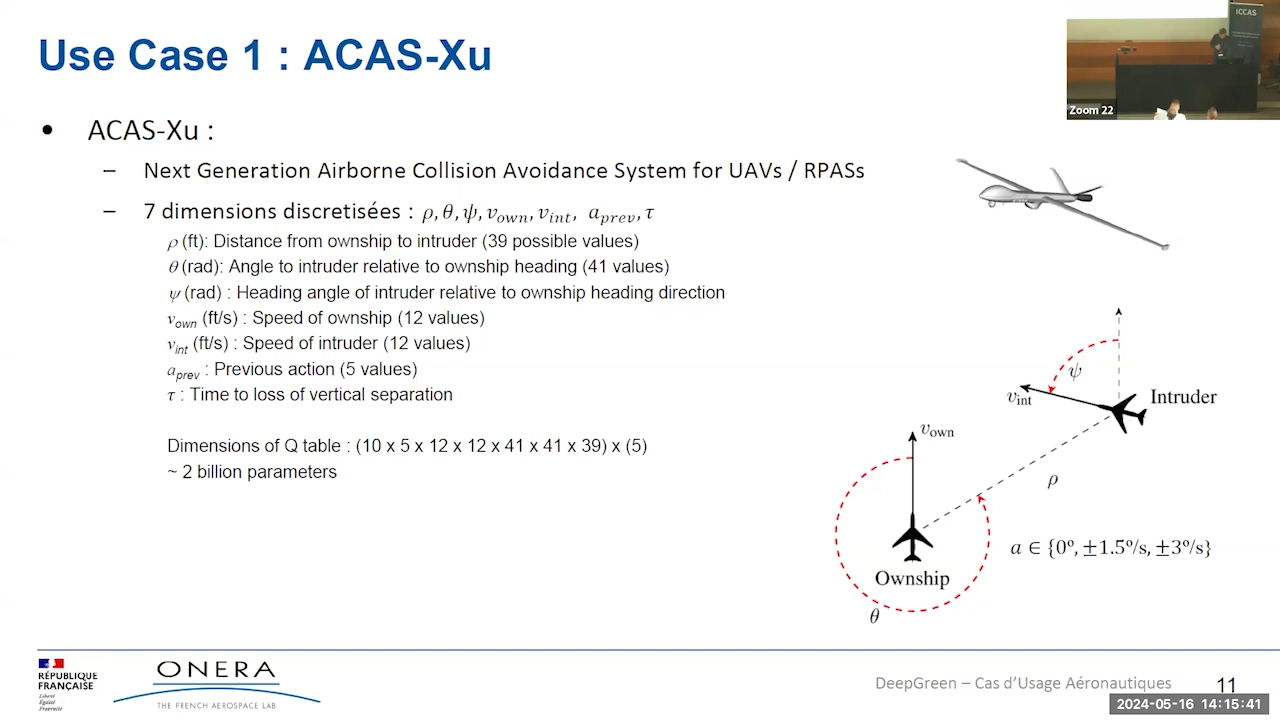 Use Case 1 : ACAS-Xu
ICCAS
Zoom 22
• ACAS-Xu :
– Next Generation Airborne Collision Avoidance System for UAVs / RPASs
– 7 dimensions discretisées : ρ, θ, ψ, v_own, v_int, a_prev, τ
ρ (ft): Distance from ownship to intruder (39 possible values)
θ (rad): Angle to intruder relative to ownship heading (41 values)
ψ (rad) : Heading angle of intruder relative to ownship heading direction
v_own (ft/s) : Speed of ownship (12 values)
v_int (ft/s) : Speed of intruder (12 values)
a_prev : Previous action (5 values)
τ : Time to loss of vertical separation
Dimensions of Q table : (10 x 5 x 12 x 12 x 41 x 41 x 39) x (5)
~ 2 billion parameters
ψ
v_int
Intruder
v_own
ρ
a ∈ {0º, ±1.5º/s, ±3º/s}
Ownship
θ
RÉPUBLIQUE
FRANÇAISE
Liberté
Égalité
Fraternité
ONERA
THE FRENCH AEROSPACE LAB
DeepGreen – Cas d'Usage Aéronautiques
11
2024-05-16 14:15:41